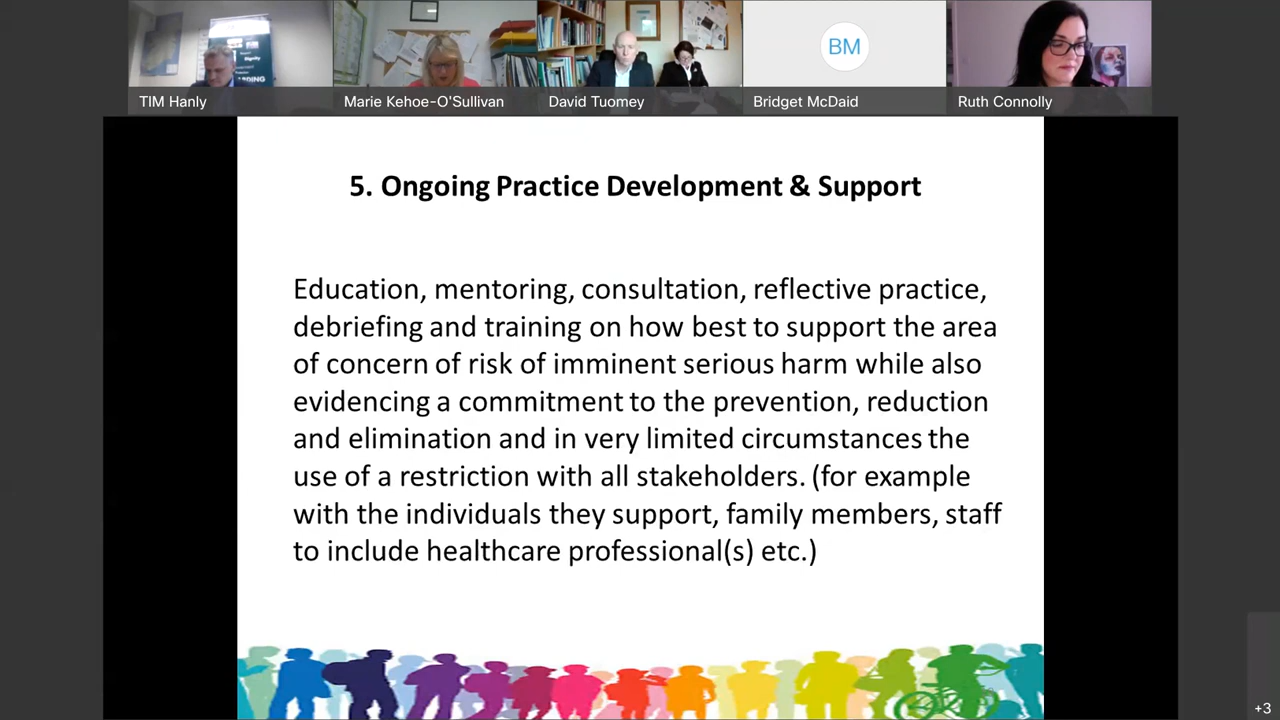 Dignity
TIM Hanly
Marie Kehoe-O'Sullivan
David Tuomey
BM
Bridget McDaid
Ruth Connolly
5. Ongoing Practice Development & Support
Education, mentoring, consultation, reflective practice,
debriefing and training on how best to support the area
of concern of risk of imminent serious harm while also
evidencing a commitment to the prevention, reduction
and elimination and in very limited circumstances the
use of a restriction with all stakeholders. (for example
with the individuals they support, family members, staff
to include healthcare professional(s) etc.)
+3